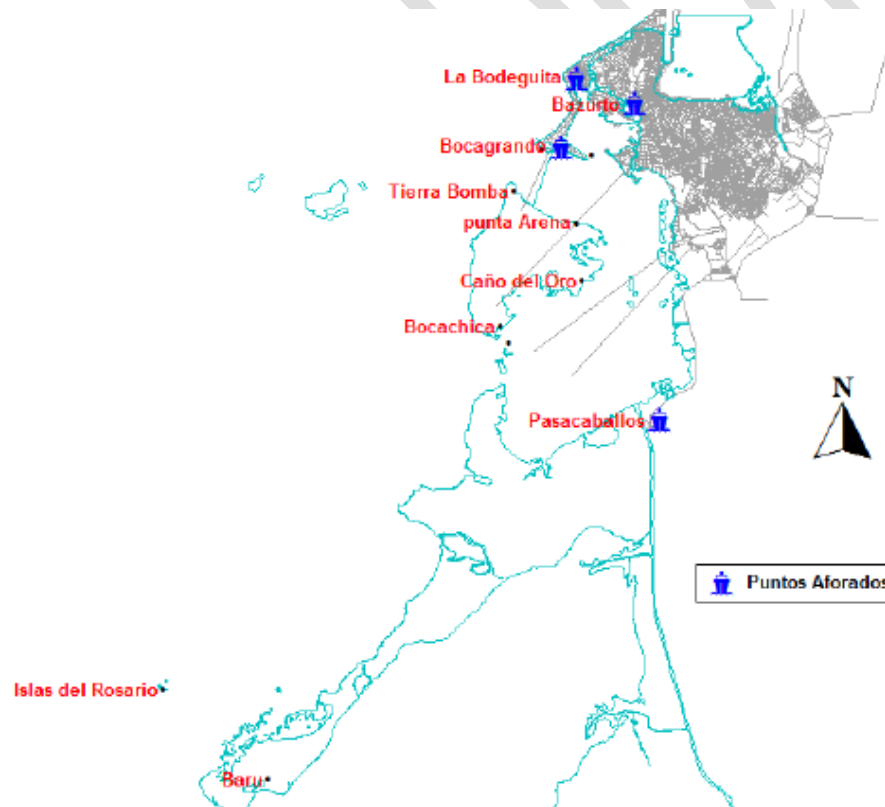 La Bodeguita
Bazurto
Bocagrande
Tierra Bomba
punta Arena
Caño del Oro
Bocachica
N
Pasacaballos
Puntos Aforados
Islas del Rosario
Baru